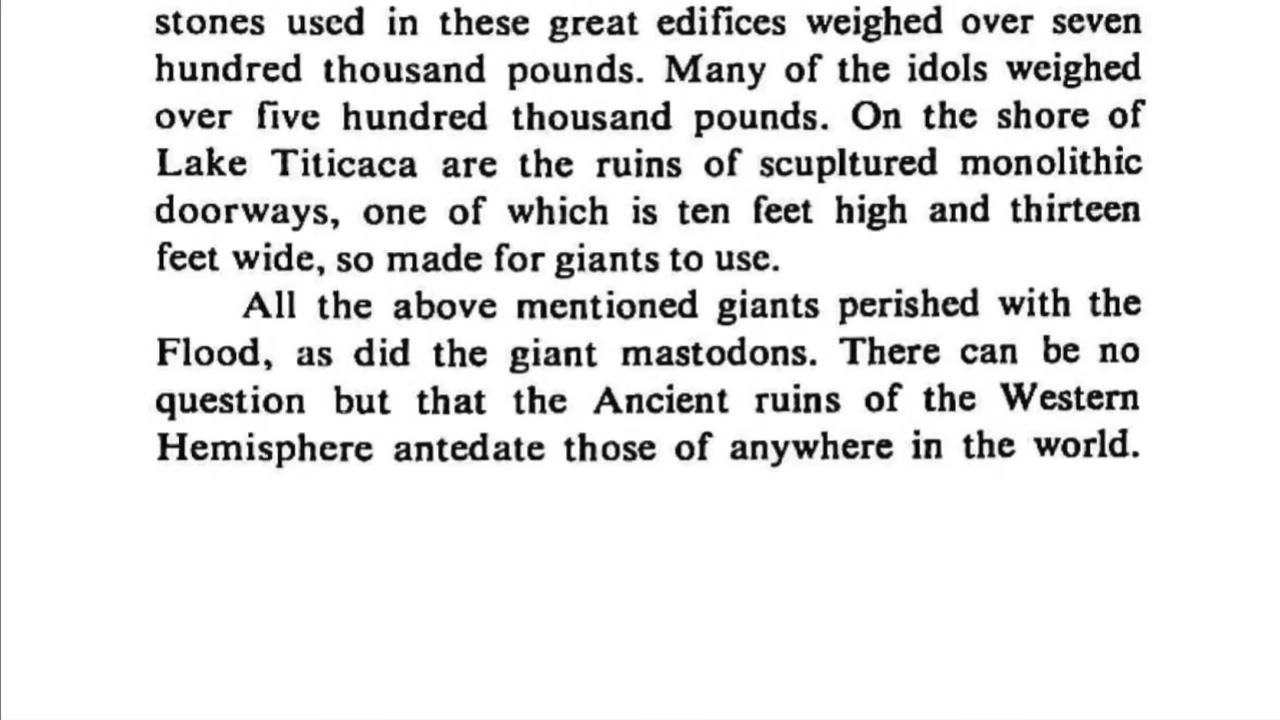 stones used in these great edifices weighed over seven
hundred thousand pounds. Many of the idols weighed
over five hundred thousand pounds. On the shore of
Lake Titicaca are the ruins of scupltured monolithic
doorways, one of which is ten feet high and thirteen
feet wide, so made for giants to use.
All the above mentioned giants perished with the
Flood, as did the giant mastodons. There can be no
question but that the Ancient ruins of the Western
Hemisphere antedate those of anywhere in the world.